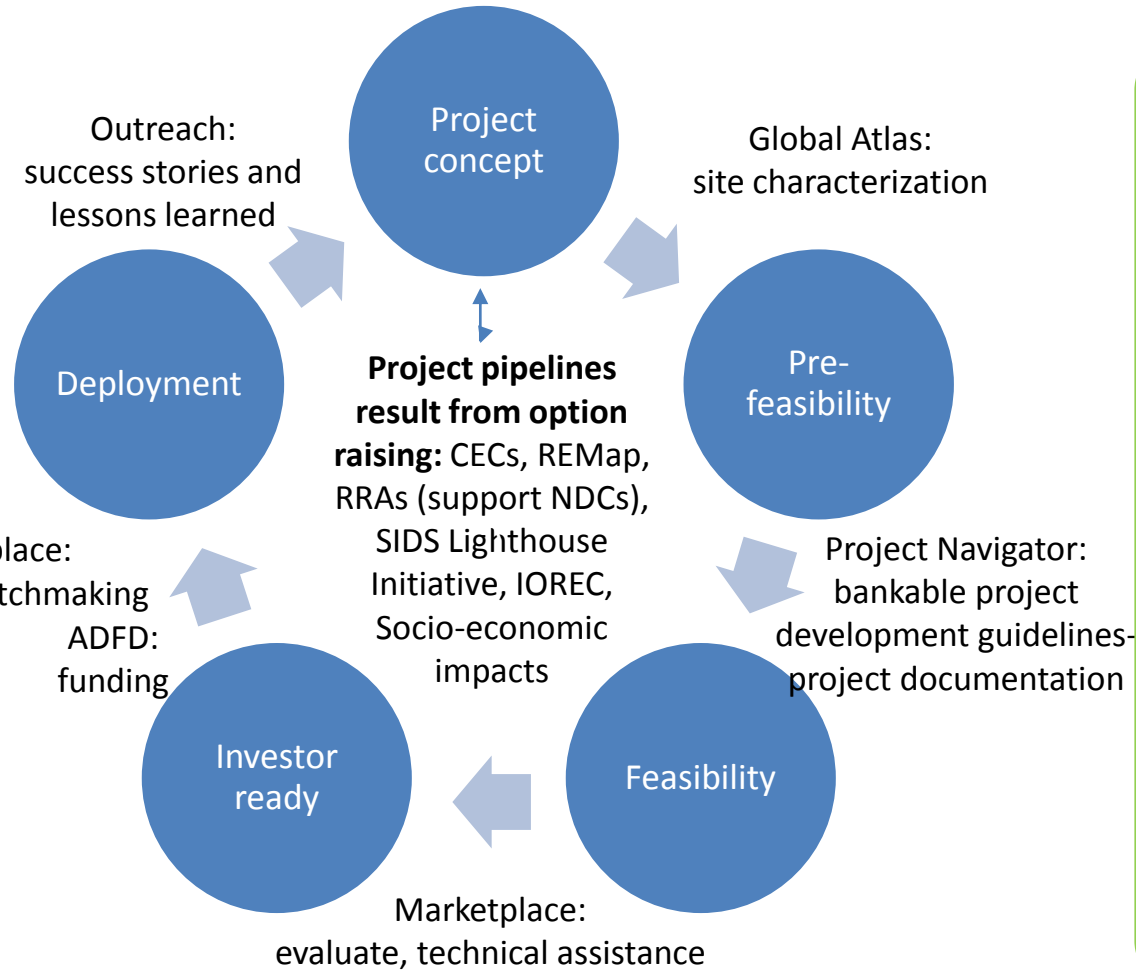 Project
concept
Outreach:
success stories and
lessons learned
Global Atlas:
site characterization
Deployment
Pre-
feasibility
Project pipelines
result from option
raising: CECs, REMap,
RRAs (support NDCs),
SIDS Lighthouse
Initiative, IOREC,
Socio-economic
impacts
place:
tchmaking
ADFD:
funding
Project Navigator:
bankable project
development guidelines-
project documentation
Investor
ready
Feasibility
Marketplace:
evaluate, technical assistance